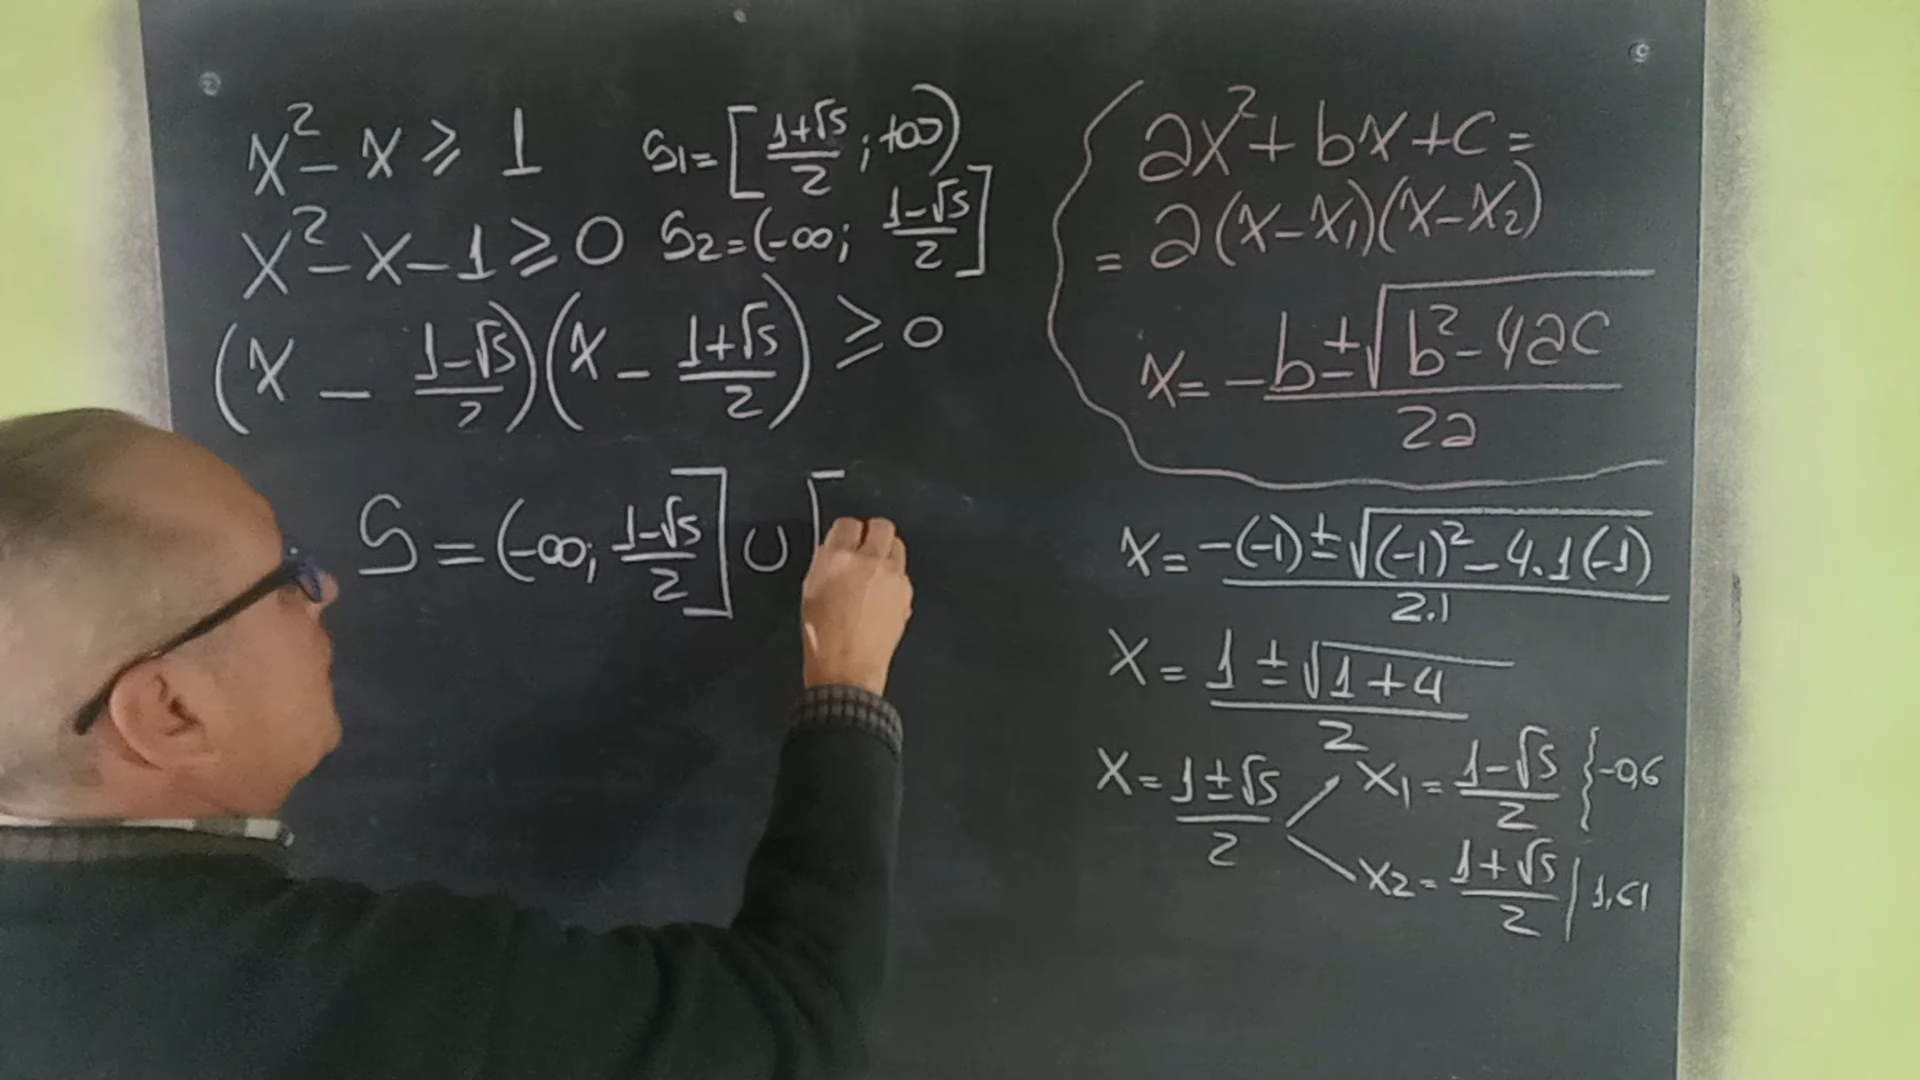 x² - x ≥ 1
S1 = [(1+√5)/2 ; +∞)
x² - x - 1 ≥ 0
S2 = (-∞; (1-√5)/2]
(x - (1-√5)/2)(x - (1+√5)/2) ≥ 0
S = (-∞; (1-√5)/2] ∪ [
ax² + bx + c =
= a(x - x₁)(x - x₂)
x = (-b ± √(b² - 4ac))/2a
x = (-(-1) ± √((-1)² - 4.1(-1)))/2.1
x = (1 ± √(1+4))/2
x = (1 ± √5)/2
x₁ = (1-√5)/2 } -0,6
x₂ = (1+√5)/2 | 1,61